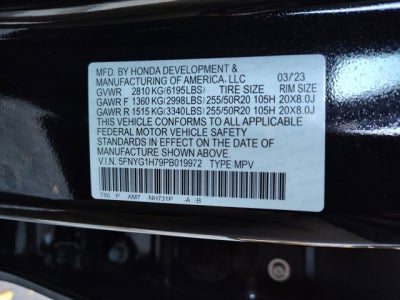 MFD. BY HONDA DEVELOPMENT &
MANUFACTURING OF AMERICA, LLC 03/'23
GVWR 2810 KG(6195LBS) TIRE SIZE RIM SIZE
GAWR F 1360 KG(2998LBS) 255/50R20 105H 20X8.0J
GAWR R 1515 KG(3340LBS) 255/50R20 105H 20X8.0J
THIS VEHICLE CONFORMS TO ALL APPLICABLE
FEDERAL MOTOR VEHICLE SAFETY
STANDARDS IN EFFECT ON THE DATE OF
MANUFACTURE SHOWN ABOVE.
V.I.N. 5FNYG1H79PB019972 TYPE: MPV
190 P AM7 NH731P -A -B